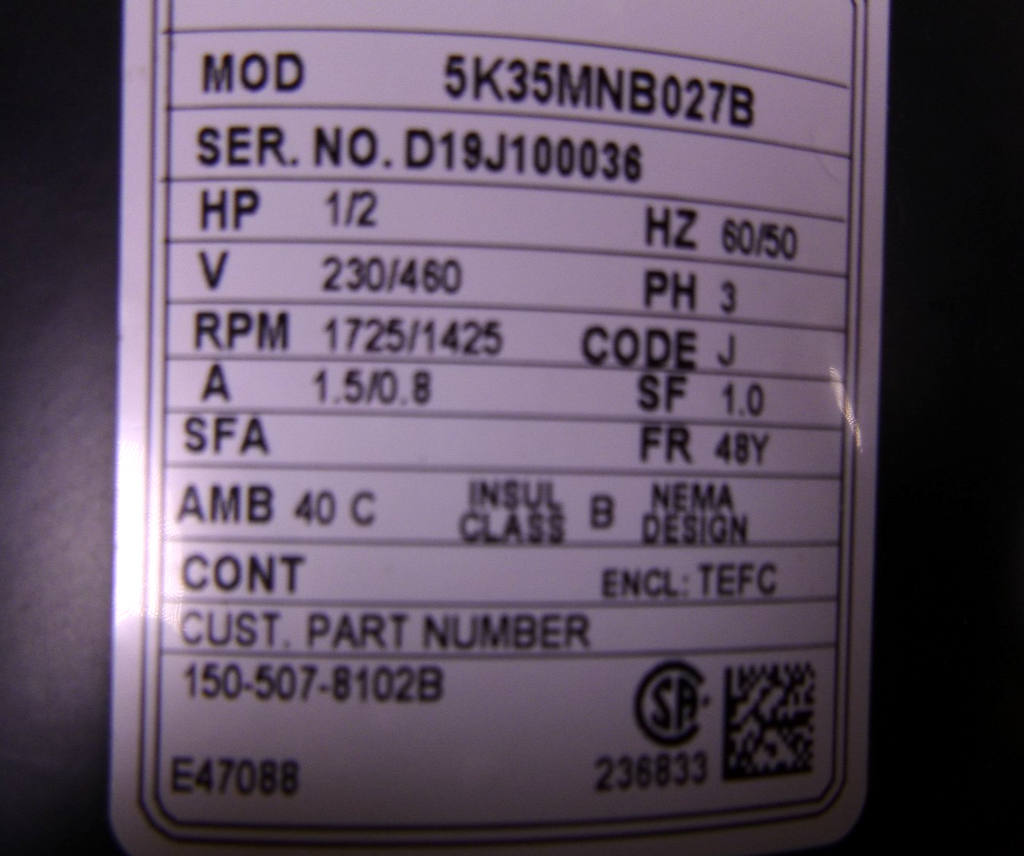 MOD 5K35MNB027B
SER. NO. D19J100036
HP 1/2 HZ 60/50
V 230/460 PH 3
RPM 1725/1425 CODE J
A 1.5/0.8 SF 1.0
SFA FR 48Y
AMB 40 C INSUL CLASS B NEMA DESIGN
CONT ENCL: TEFC
CUST. PART NUMBER
150-507-8102B
SA
E47088 236833